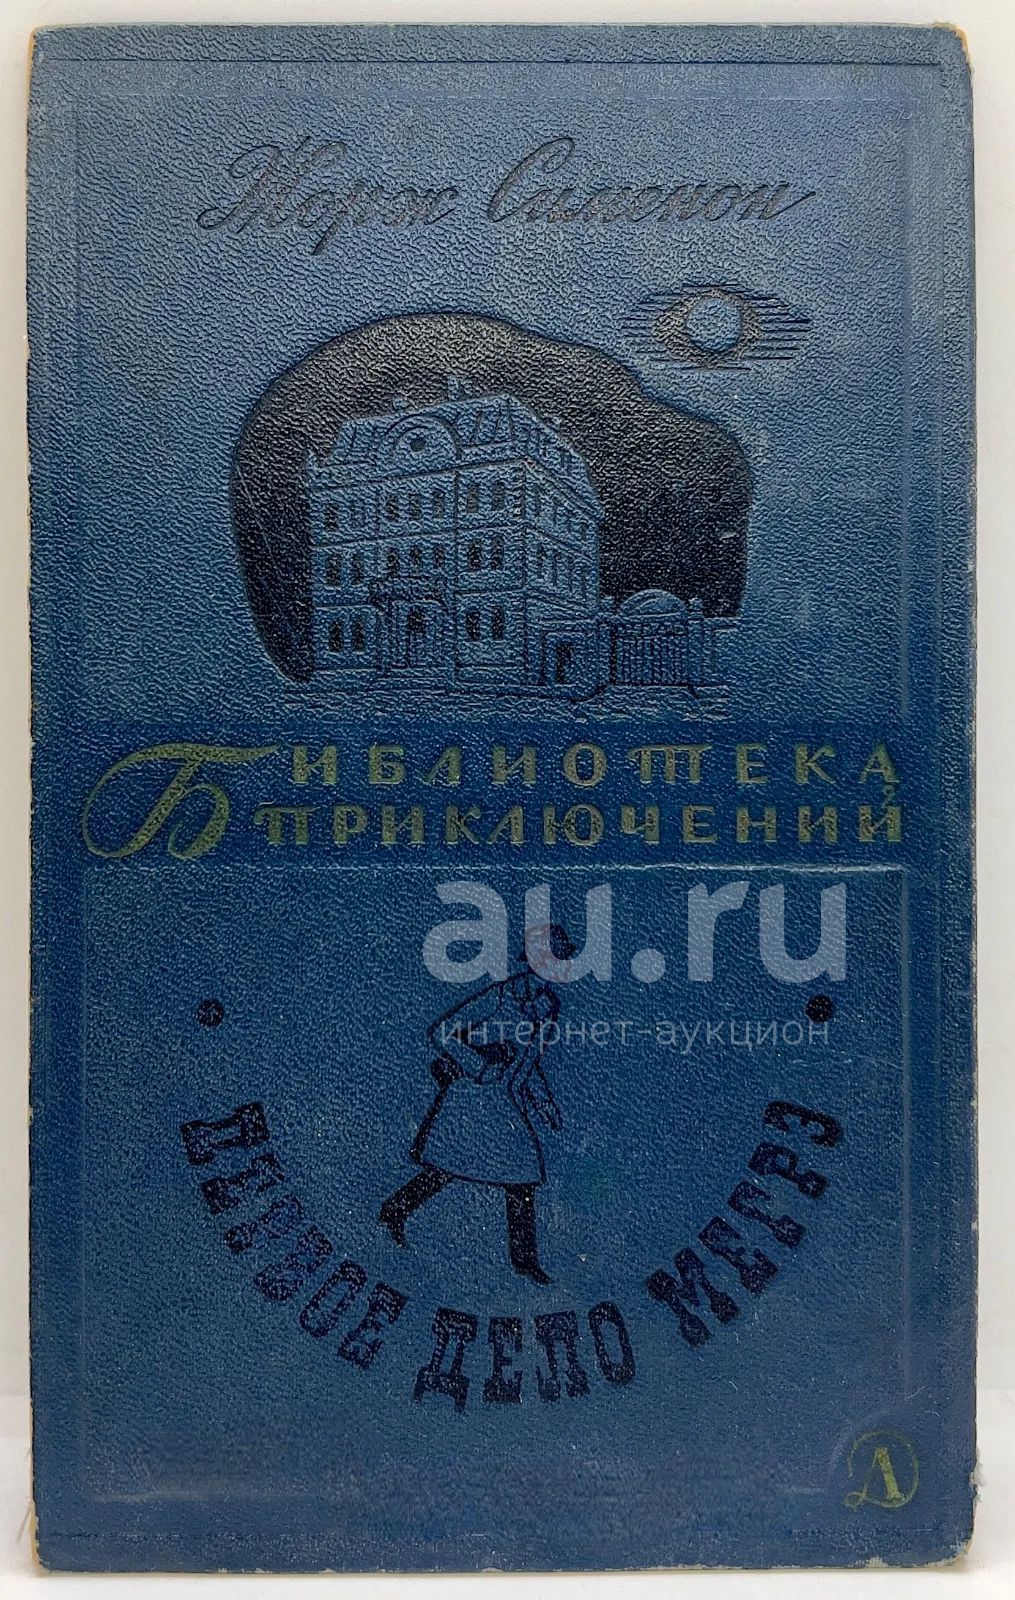 Жорж Сименон
БИБЛИОТЕКА
ПРИКЛЮЧЕНИЙ
au.ru
интернет-аукцион
ПЕРВОЕ ДЕЛО МЕГРЭ
Д